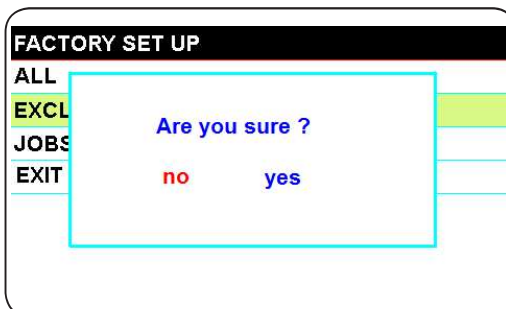 FACTORY SET UP
ALL
EXCL
Are you sure ?
JOBS
EXIT
no yes